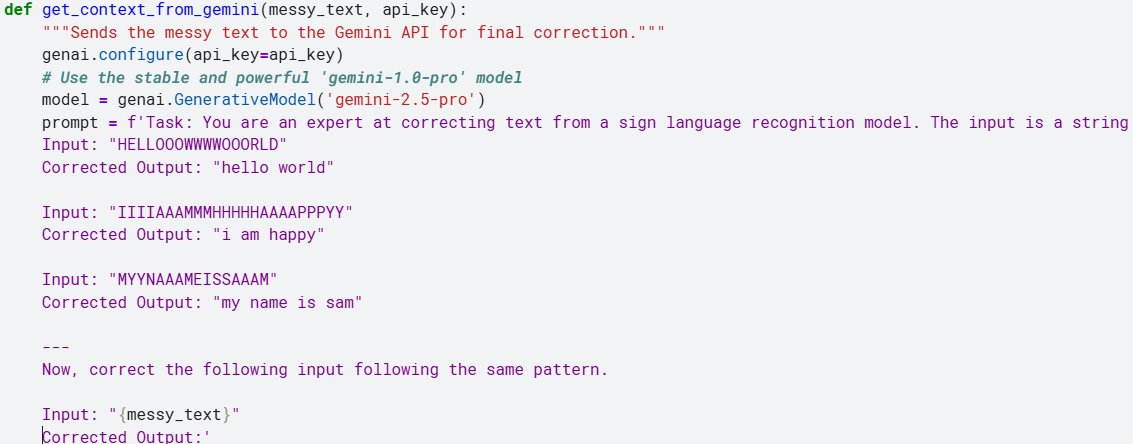 def get_context_from_gemini(messy_text, api_key):
"""Sends the messy text to the Gemini API for final correction."""
genai.configure(api_key=api_key)
# Use the stable and powerful 'gemini-1.0-pro' model
model = genai.GenerativeModel('gemini-2.5-pro')
prompt = f'Task: You are an expert at correcting text from a sign language recognition model. The input is a string
Input: "HELLOOOWWWWOOORLD"
Corrected Output: "hello world"
Input: "IIIIAAAMMMHHHHHAAAAPPPYY"
Corrected Output: "i am happy"
Input: "MYYNAAAMEISSAAAM"
Corrected Output: "my name is sam"
---
Now, correct the following input following the same pattern.
Input: "{messy_text}"
Corrected Output:'